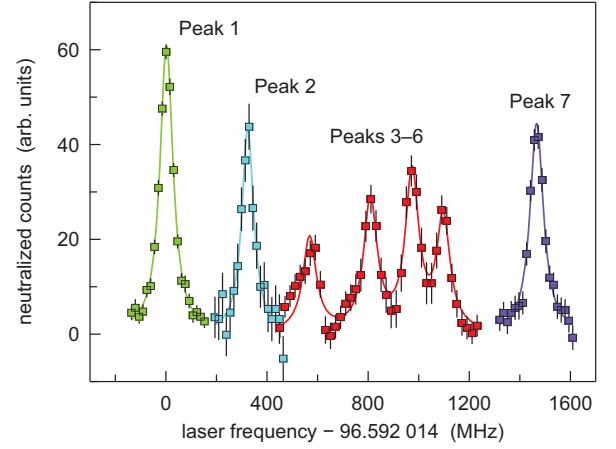 Peak 1
Peak 2
Peaks 3–6
Peak 7
neutralized counts (arb. units)
60
40
20
0
0 400 800 1200 1600
laser frequency − 96.592 014 (MHz)